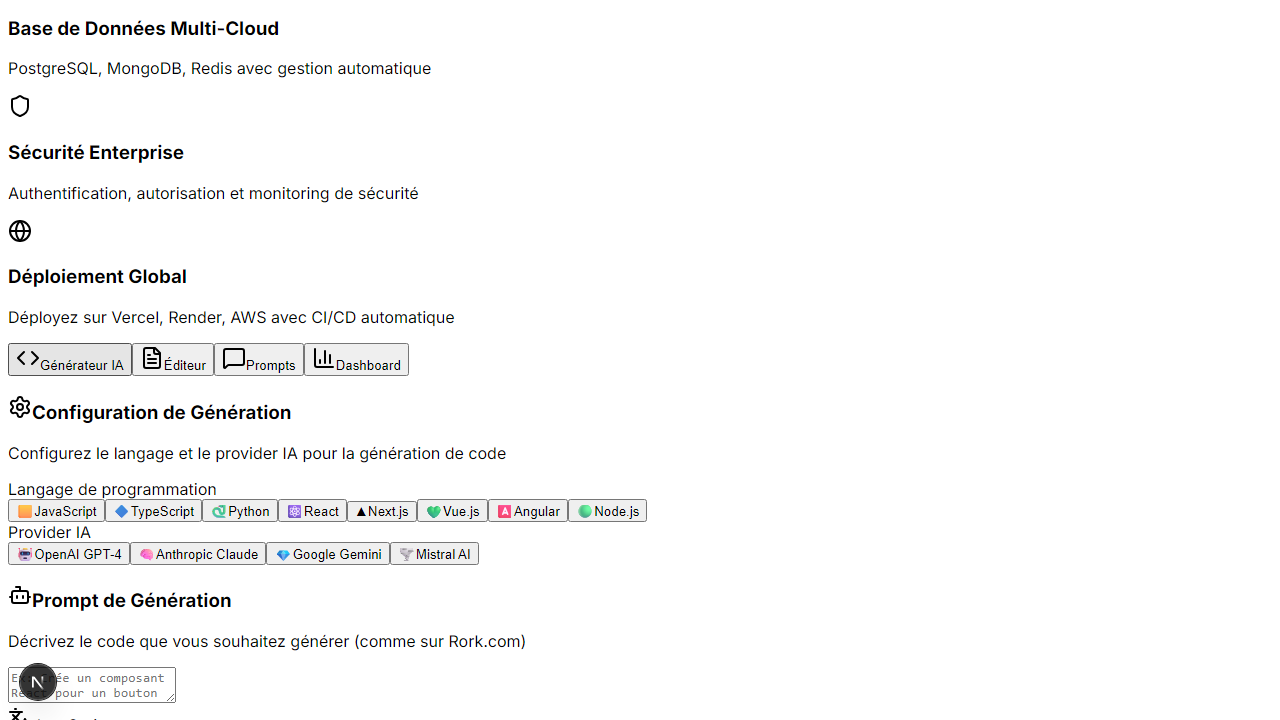 Base de Données Multi-Cloud
PostgreSQL, MongoDB, Redis avec gestion automatique
Sécurité Enterprise
Authentification, autorisation et monitoring de sécurité
Déploiement Global
Déployez sur Vercel, Render, AWS avec CI/CD automatique
Générateur IA Éditeur Prompts Dashboard
Configuration de Génération
Configurez le langage et le provider IA pour la génération de code
Langage de programmation
JavaScript TypeScript Python React Next.js Vue.js Angular Node.js
Provider IA
OpenAI GPT-4 Anthropic Claude Google Gemini Mistral AI
Prompt de Génération
Décrivez le code que vous souhaitez générer (comme sur Rork.com)
un composant
pour un bouton
N